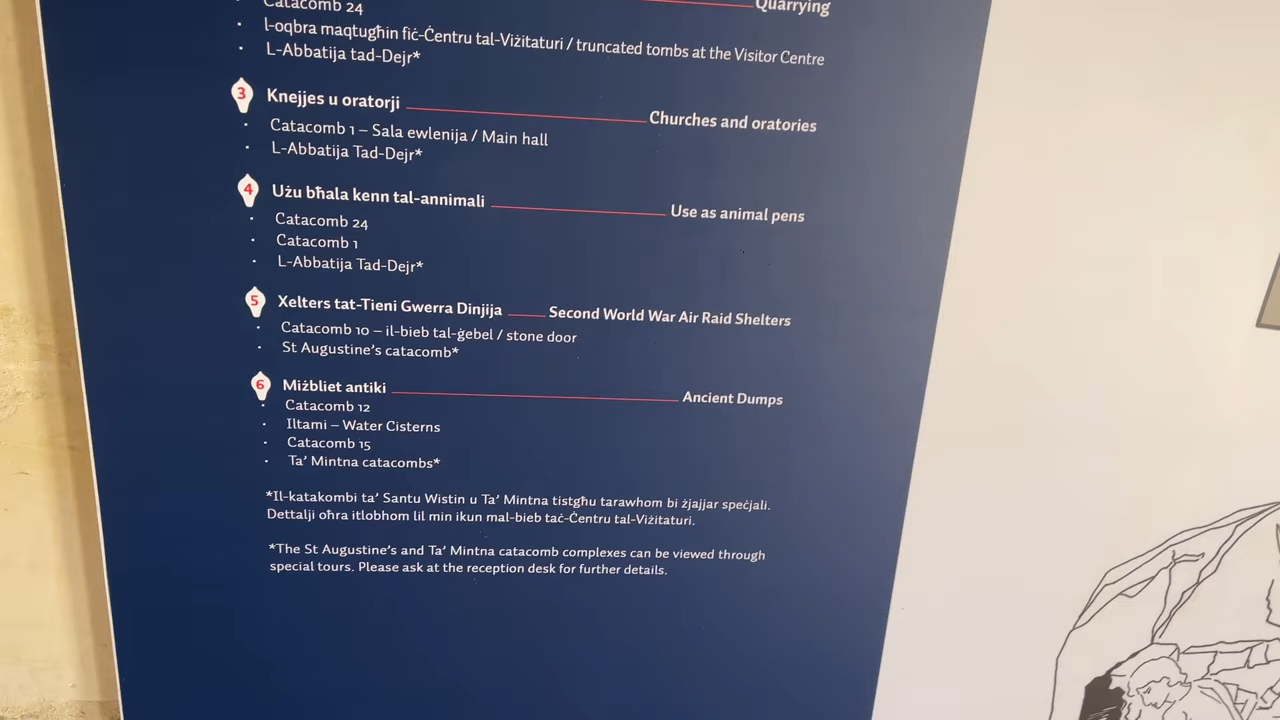 Quarrying
Catacomb 24
l-oqbra maqtugħin fiċ-Ċentru tal-Viżitaturi / truncated tombs at the Visitor Centre
L-Abbatija tad-Dejr*
3 Knejjes u oratorji Churches and oratories
Catacomb 1 – Sala ewlenija / Main hall
L-Abbatija Tad-Dejr*
4 Użu bħala kenn tal-annimali Use as animal pens
Catacomb 24
Catacomb 1
L-Abbatija Tad-Dejr*
5 Xelters tat-Tieni Gwerra Dinjija Second World War Air Raid Shelters
Catacomb 10 – il-bieb tal-ġebel / stone door
St Augustine's catacomb*
6 Miżbliet antiki Ancient Dumps
Catacomb 12
Iltami – Water Cisterns
Catacomb 15
Ta' Mintna catacombs*
*Il-katakombi ta' Santu Wistin u Ta' Mintna tistgħu tarawhom bi żjajjar speċjali.
Dettalji oħra itlobhom lil min ikun mal-bieb taċ-Ċentru tal-Viżitaturi.
*The St Augustine's and Ta' Mintna catacomb complexes can be viewed through
special tours. Please ask at the reception desk for further details.